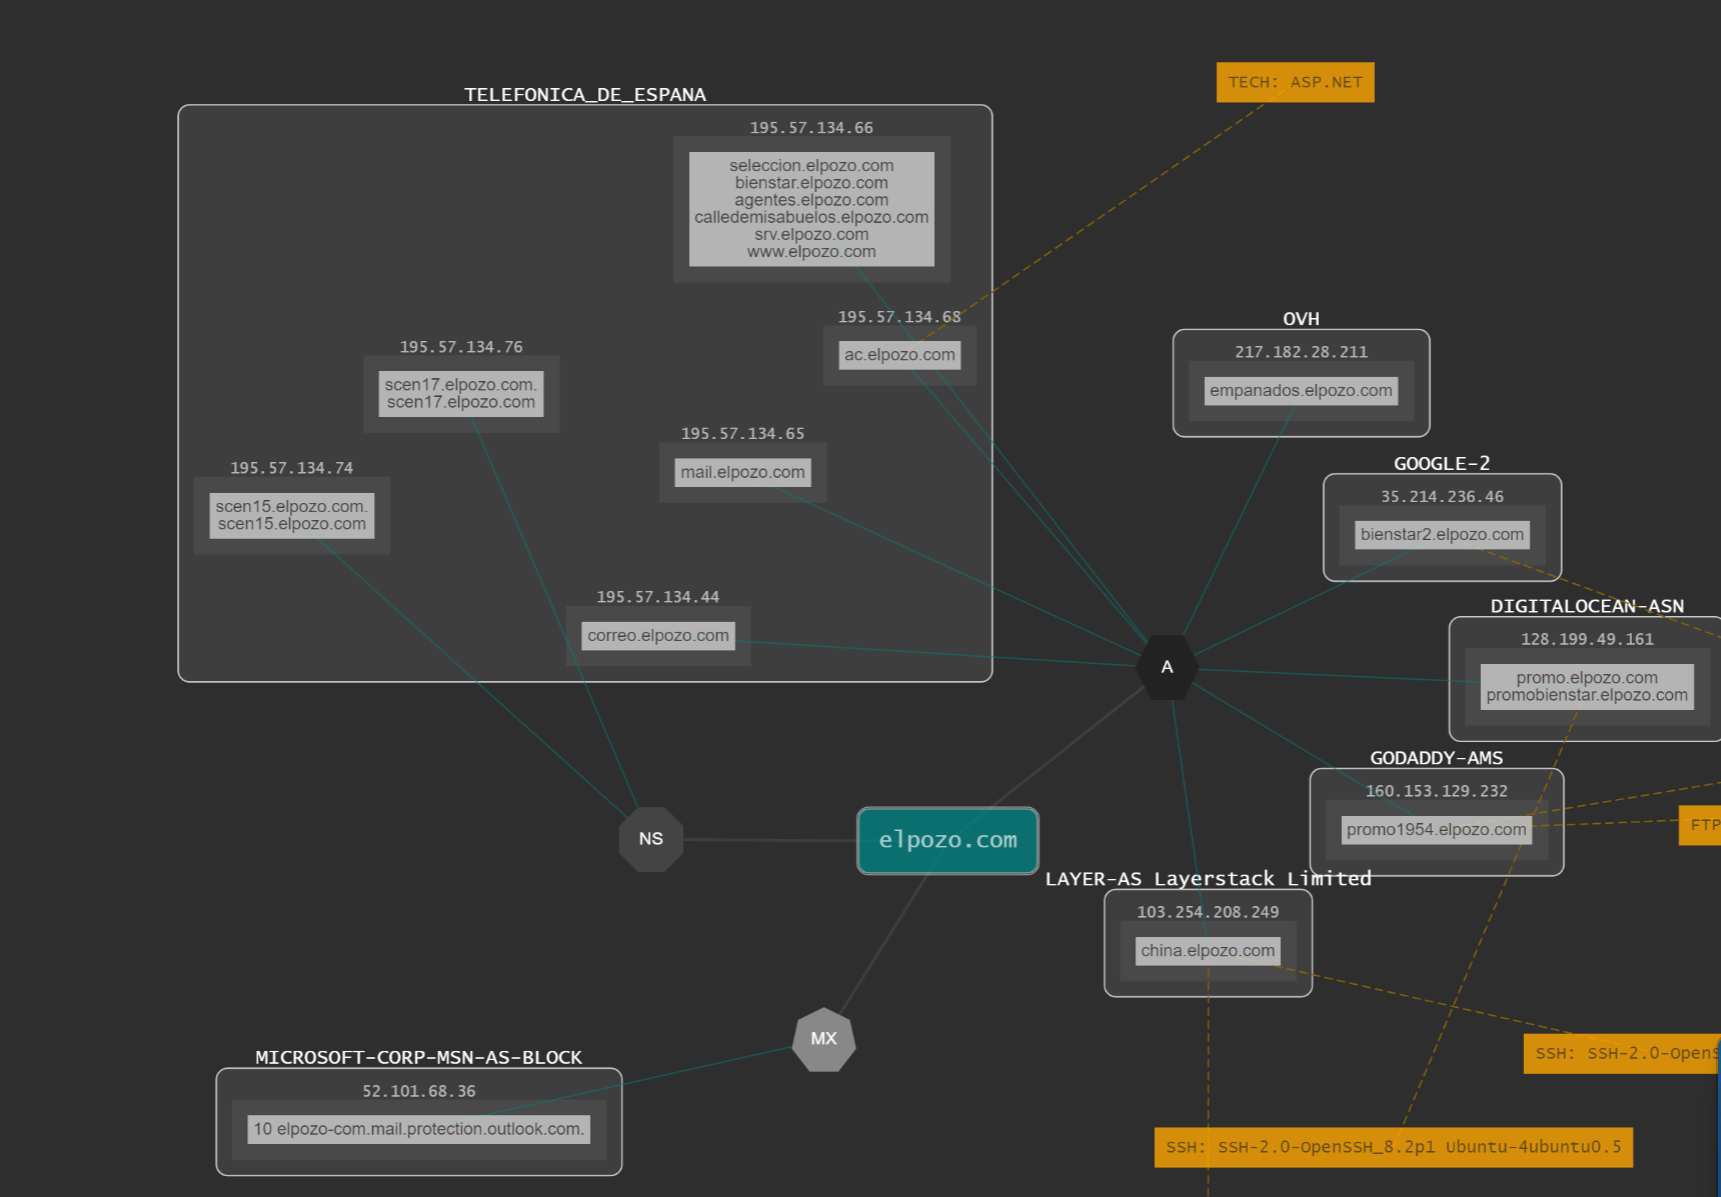 TECH: ASP.NET
TELEFONICA_DE_ESPANA
195.57.134.66
seleccion.elpozo.com
bienstar.elpozo.com
agentes.elpozo.com
calledemisabuelos.elpozo.com
srv.elpozo.com
www.elpozo.com
195.57.134.68
ac.elpozo.com
195.57.134.76
scen17.elpozo.com.
scen17.elpozo.com
195.57.134.65
mail.elpozo.com
195.57.134.74
scen15.elpozo.com.
scen15.elpozo.com
195.57.134.44
correo.elpozo.com
OVH
217.182.28.211
empanados.elpozo.com
GOOGLE-2
35.214.236.46
bienstar2.elpozo.com
DIGITALOCEAN-ASN
128.199.49.161
promo.elpozo.com
promobienstar.elpozo.com
A
GODADDY-AMS
160.153.129.232
promo1954.elpozo.com
FTP
NS
elpozo.com
LAYER-AS Layerstack Limited
103.254.208.249
china.elpozo.com
MX
MICROSOFT-CORP-MSN-AS-BLOCK
52.101.68.36
10 elpozo-com.mail.protection.outlook.com.
SSH: SSH-2.0-OpenS
SSH: SSH-2.0-OpenSSH_8.2p1 Ubuntu-4ubuntu0.5